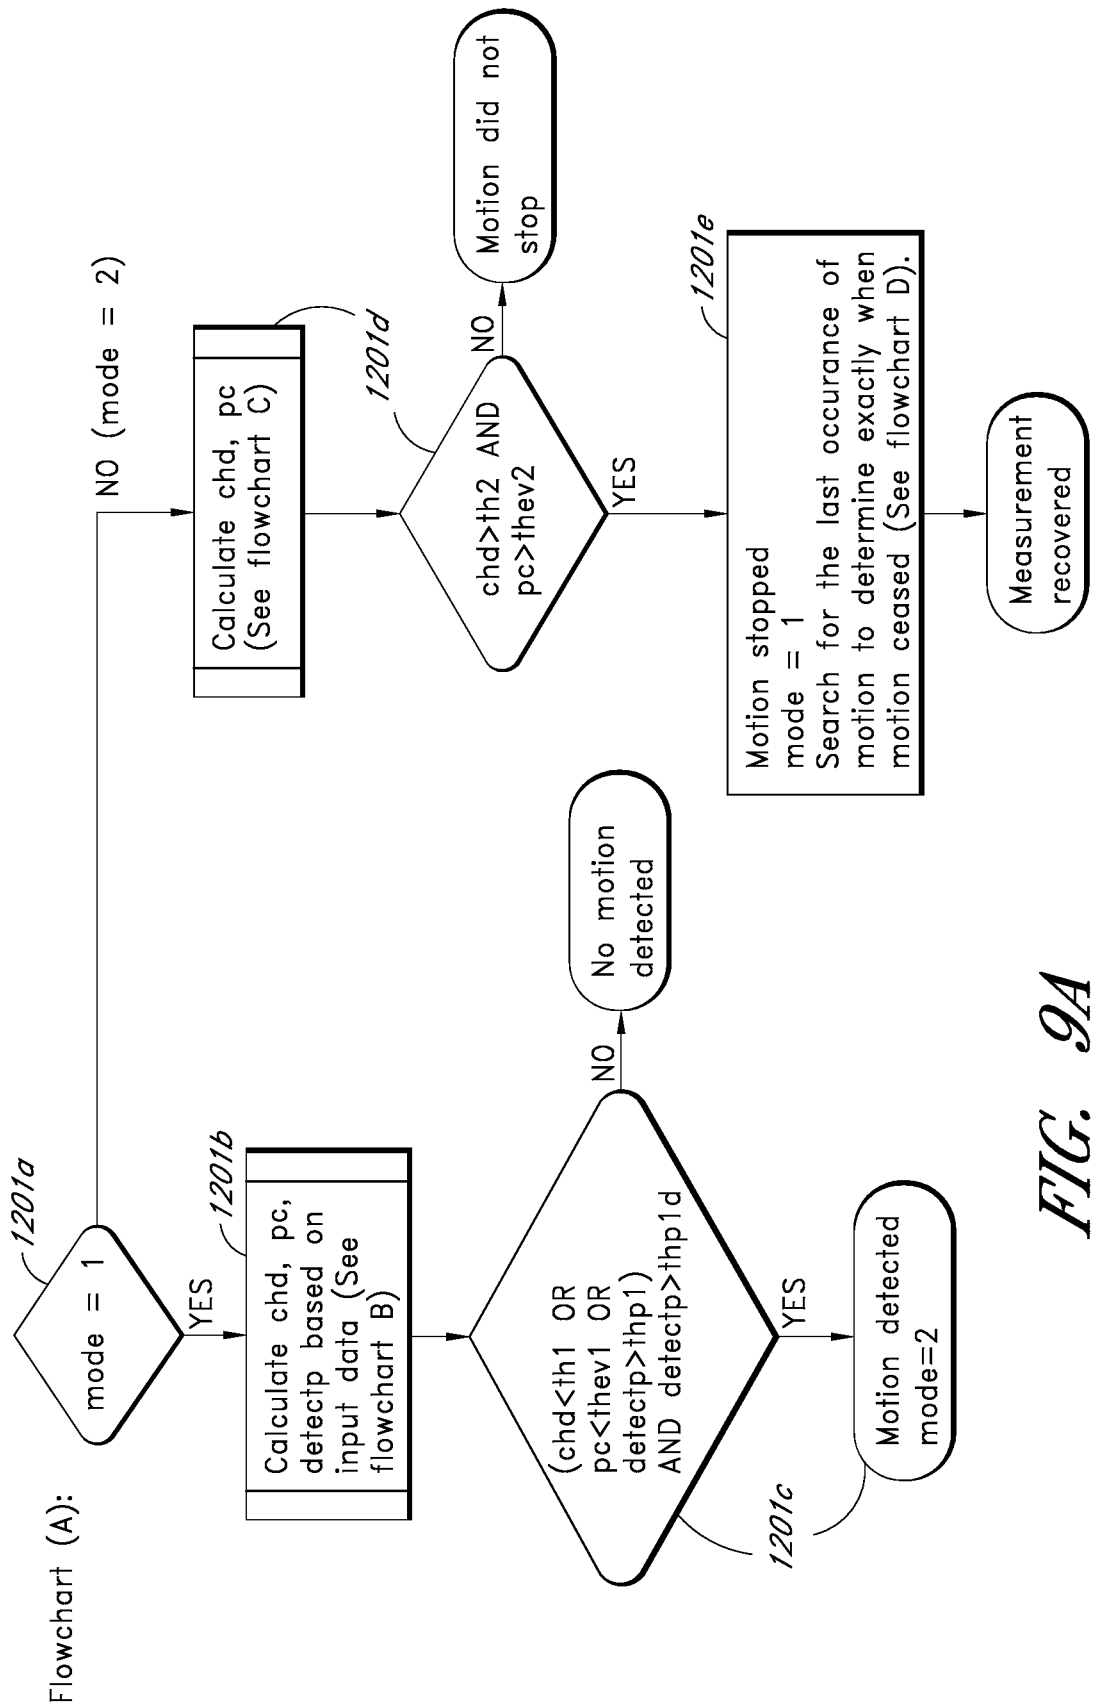 Flowchart (A):
mode = 1
1201a
NO (mode = 2)
YES
Calculate chd, pc,
detectp based on
input data (See
flowchart B)
1201b
(chd<th1 OR
pc<thev1 OR
detectp>thp1)
AND detectp>thp1d
NO
No motion
detected
YES
1201c
Motion detected
mode=2
Calculate chd, pc
(See flowchart C)
1201d
chd>th2 AND
pc>thev2
NO
Motion did not
stop
YES
1201e
Motion stopped
mode = 1
Search for the last occurance of
motion to determine exactly when
motion ceased (See flowchart D).
Measurement
recovered
FIG. 9A